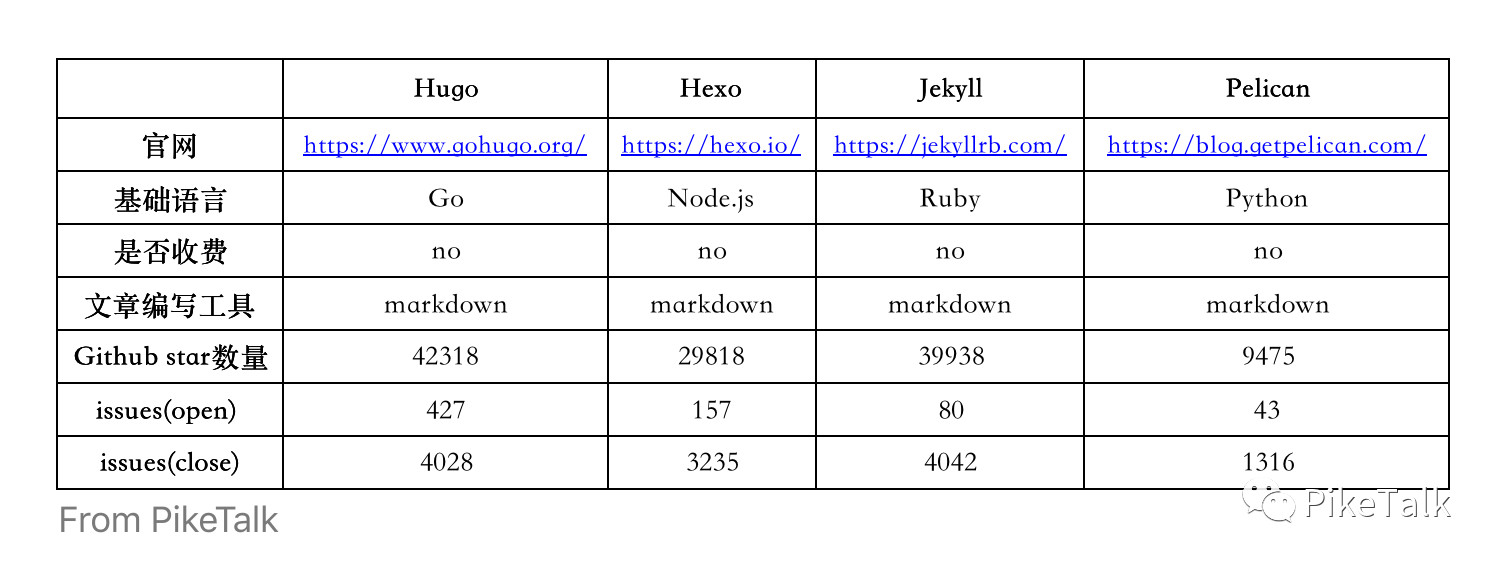 Hugo Hexo Jekyll Pelican
官网 https://www.gohugo.org/ https://hexo.io/ https://jekyllrb.com/ https://blog.getpelican.com/
基础语言 Go Node.js Ruby Python
是否收费 no no no no
文章编写工具 markdown markdown markdown markdown
Github star数量 42318 29818 39938 9475
issues(open) 427 157 80 43
issues(close) 4028 3235 4042 1316
From PikeTalk
PikeTalk